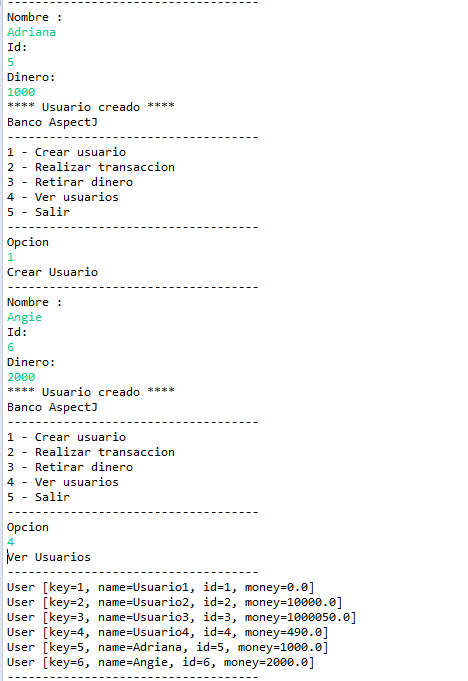 ------------------------------------
Nombre :
Adriana
Id:
5
Dinero:
1000
**** Usuario creado ****
Banco AspectJ
------------------------------------
1 - Crear usuario
2 - Realizar transaccion
3 - Retirar dinero
4 - Ver usuarios
5 - Salir
------------------------------------
Opcion
1
Crear Usuario
------------------------------------
Nombre :
Angie
Id:
6
Dinero:
2000
**** Usuario creado ****
Banco AspectJ
------------------------------------
1 - Crear usuario
2 - Realizar transaccion
3 - Retirar dinero
4 - Ver usuarios
5 - Salir
------------------------------------
Opcion
4
Ver Usuarios
------------------------------------
User [key=1, name=Usuario1, id=1, money=0.0]
User [key=2, name=Usuario2, id=2, money=10000.0]
User [key=3, name=Usuario3, id=3, money=1000050.0]
User [key=4, name=Usuario4, id=4, money=490.0]
User [key=5, name=Adriana, id=5, money=1000.0]
User [key=6, name=Angie, id=6, money=2000.0]
------------------------------------